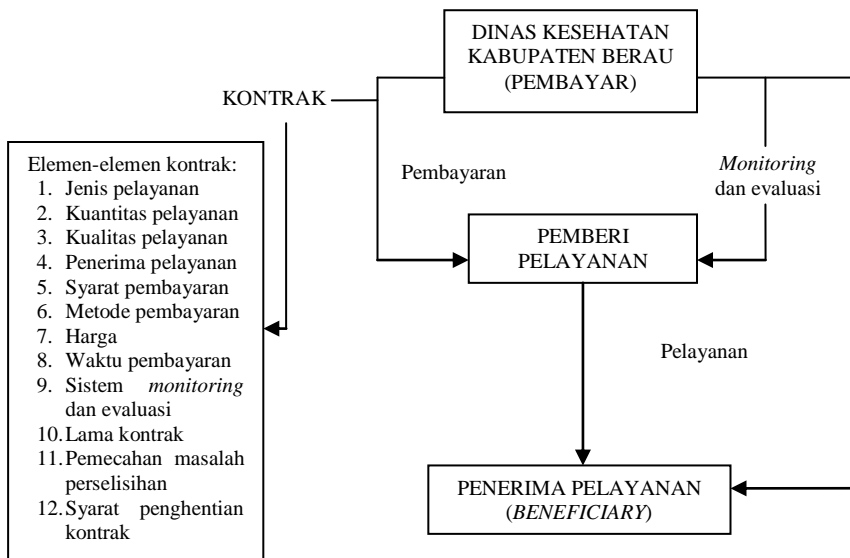 DINAS KESEHATAN
KABUPATEN BERAU
(PEMBAYAR)
KONTRAK
Elemen-elemen kontrak:
1. Jenis pelayanan
2. Kuantitas pelayanan
3. Kualitas pelayanan
4. Penerima pelayanan
5. Syarat pembayaran
6. Metode pembayaran
7. Harga
8. Waktu pembayaran
9. Sistem monitoring
dan evaluasi
10. Lama kontrak
11. Pemecahan masalah
perselisihan
12. Syarat penghentian
kontrak
Pembayaran
Monitoring
dan evaluasi
PEMBERI
PELAYANAN
Pelayanan
PENERIMA PELAYANAN
(BENEFICIARY)